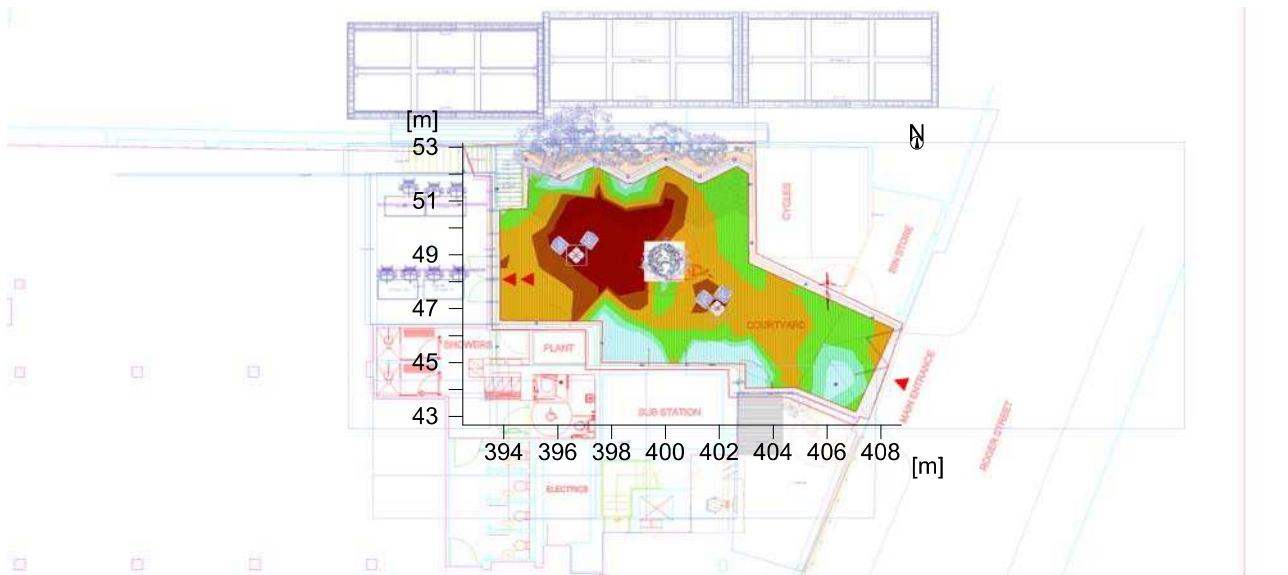 [m]
53
51
49
47
45
43
394 396 398 400 402 404 406 408
[m]
N
CYCLES
BIN STORE
COURTYARD
SHOWERS
PLANT
MAIN ENTRANCE
SUB STATION
ROGER STREET
ELECTRICS